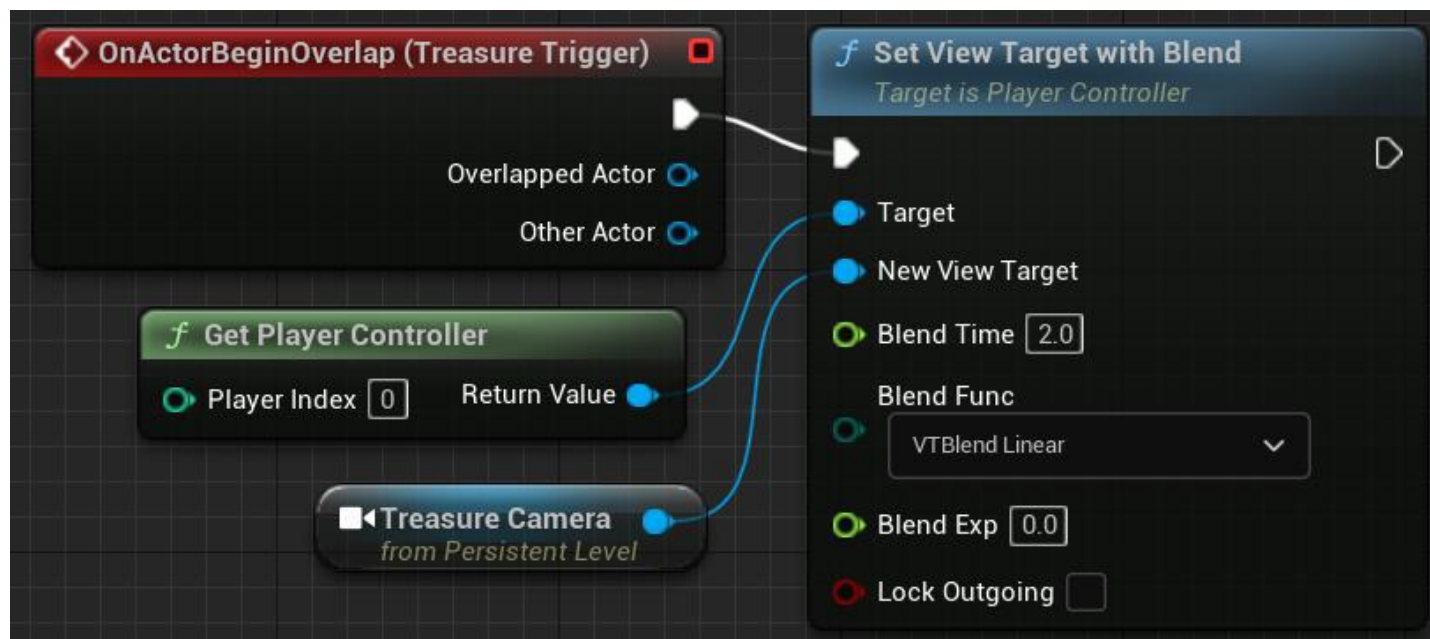 OnActorBeginOverlap (Treasure Trigger)
Overlapped Actor
Other Actor
f Get Player Controller
Player Index 0
Return Value
Treasure Camera
from Persistent Level
f Set View Target with Blend
Target is Player Controller
Target
New View Target
Blend Time 2.0
Blend Func
VTBlend Linear
Blend Exp 0.0
Lock Outgoing